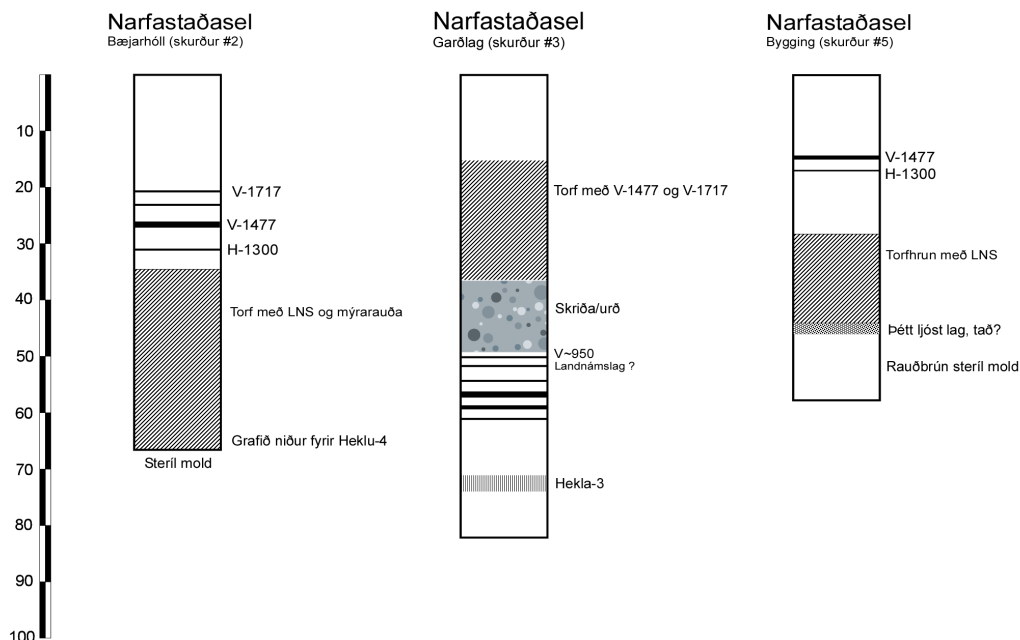 Narfastaðasel
Bæjarhóll (skurður #2)
Narfastaðasel
Garðlag (skurður #3)
Narfastaðasel
Bygging (skurður #5)
10
20
30
40
50
60
70
80
90
100
V-1717
V-1477
H-1300
Torf með LNS og mýrarauða
Grafið niður fyrir Heklu-4
Steríl mold
Torf með V-1477 og V-1717
Skriða/urð
V~950
Landnámslag ?
Hekla-3
V-1477
H-1300
Torfhrun með LNS
Þétt ljóst lag, tað?
Rauðbrún steríl mold